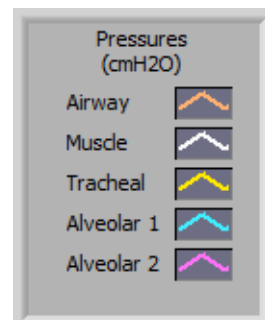 Pressures
(cmH2O)
Airway
Muscle
Tracheal
Alveolar 1
Alveolar 2